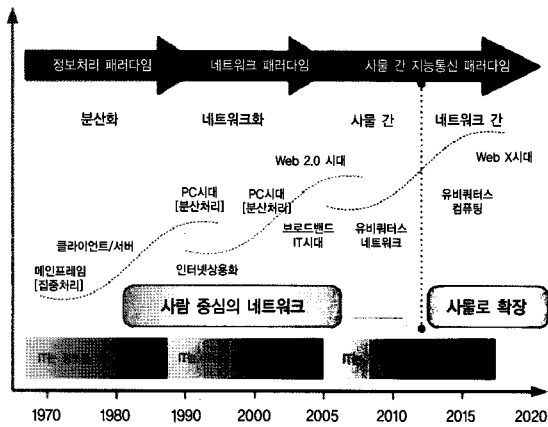 정보처리 패러다임
네트워크 패러다임
사물 간 지능통신 패러다임
분산화
네트워크화
사물 간
네트워크 간
Web 2.0 시대
Web X시대
PC시대
[분산처리]
PC시대
[분산처리]
유비쿼터스
컴퓨팅
브로드밴드
IT시대
유비쿼터스
네트워크
클라이언트/서버
메인프레임
[집중처리]
인터넷상용화
사람 중심의 네트워크
사물로 확장
1970
1980
1990
2000
2005
2010
2015
2020